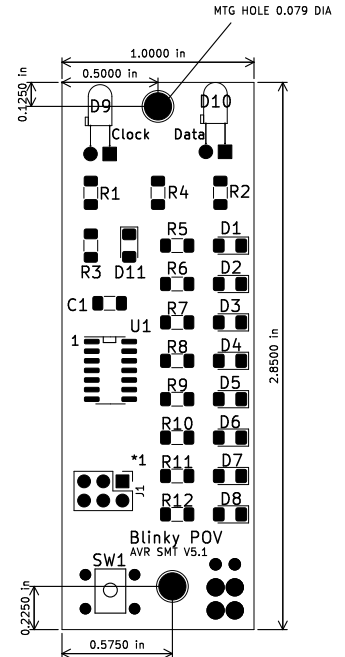 MTG HOLE 0.079 DIA
1.0000 in
0.5000 in
0.1250 in
D9
D10
Clock
Data
R1
R4
R2
R3
D11
R5
D1
R6
D2
C1
R7
D3
U1
1
R8
D4
2.8500 in
R9
D5
R10
D6
*1
R11
D7
J1
R12
D8
Blinky POV
AVR SMT V5.1
SW1
0.2250 in
0.5750 in